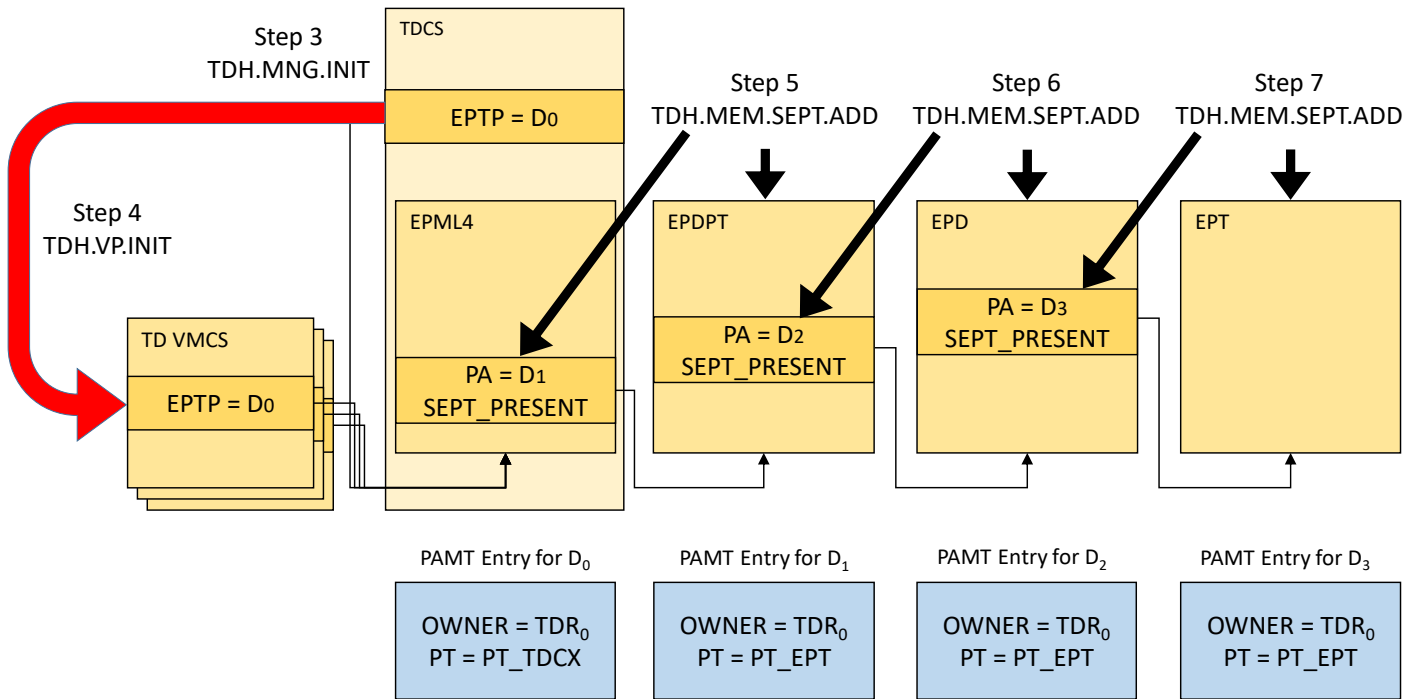 Step 3
TDH.MNG.INIT
TDCS
EPTP = D0
Step 5
TDH.MEM.SEPT.ADD
Step 6
TDH.MEM.SEPT.ADD
Step 7
TDH.MEM.SEPT.ADD
Step 4
TDH.VP.INIT
EPML4
PA = D1
SEPT_PRESENT
EPDPT
PA = D2
SEPT_PRESENT
EPD
PA = D3
SEPT_PRESENT
EPT
TD VMCS
EPTP = D0
PAMT Entry for D0
OWNER = TDR0
PT = PT_TDCX
PAMT Entry for D1
OWNER = TDR0
PT = PT_EPT
PAMT Entry for D2
OWNER = TDR0
PT = PT_EPT
PAMT Entry for D3
OWNER = TDR0
PT = PT_EPT